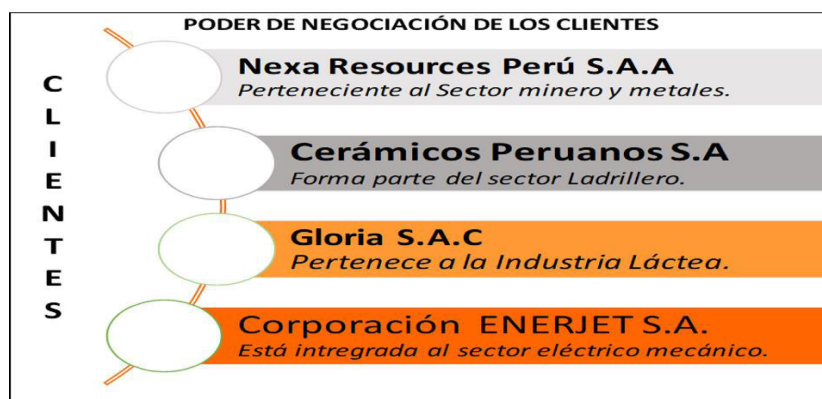 PODER DE NEGOCIACIÓN DE LOS CLIENTES
CLIENTES
Nexa Resources Perú S.A.A
Perteneciente al Sector minero y metales.
Cerámicos Peruanos S.A
Forma parte del sector Ladrillero.
Gloria S.A.C
Pertenece a la Industria Láctea.
Corporación ENERJET S.A.
Está intregrada al sector eléctrico mecánico.